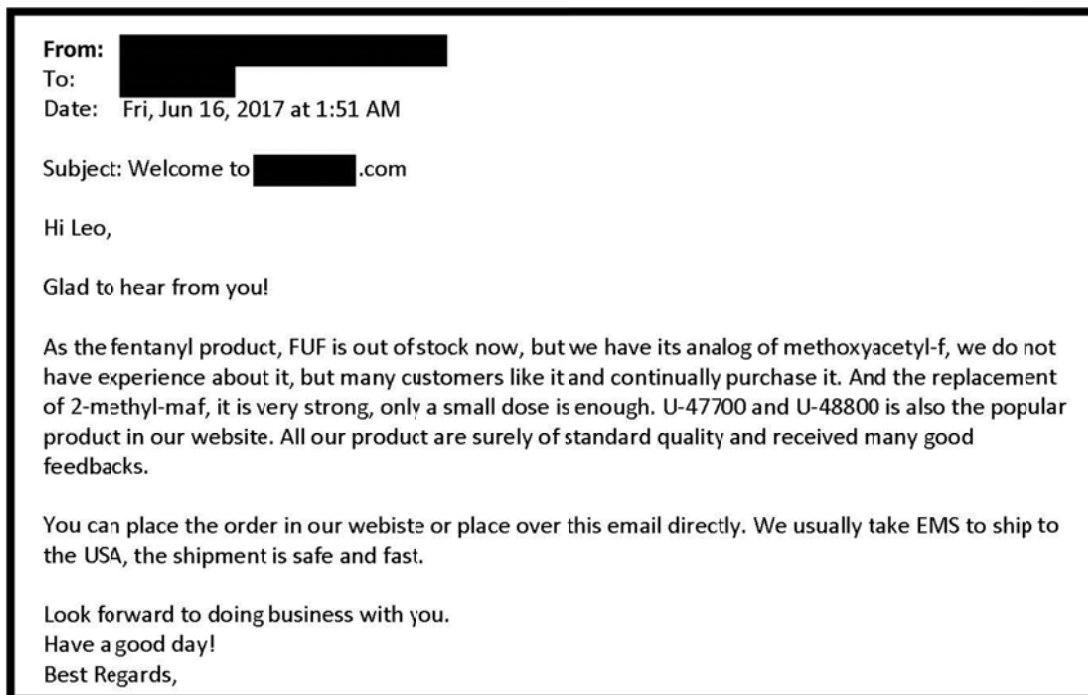 From:
To:
Date: Fri, Jun 16, 2017 at 1:51 AM
Subject: Welcome to .com
Hi Leo,
Glad to hear from you!
As the fentanyl product, FUF is out of stock now, but we have its analog of methoxyacetyl-f, we do not
have experience about it, but many customers like it and continually purchase it. And the replacement
of 2-methyl-maf, it is very strong, only a small dose is enough. U-47700 and U-48800 is also the popular
product in our website. All our product are surely of standard quality and received many good
feedbacks.
You can place the order in our webiste or place over this email directly. We usually take EMS to ship to
the USA, the shipment is safe and fast.
Look forward to doing business with you.
Have a good day!
Best Regards,